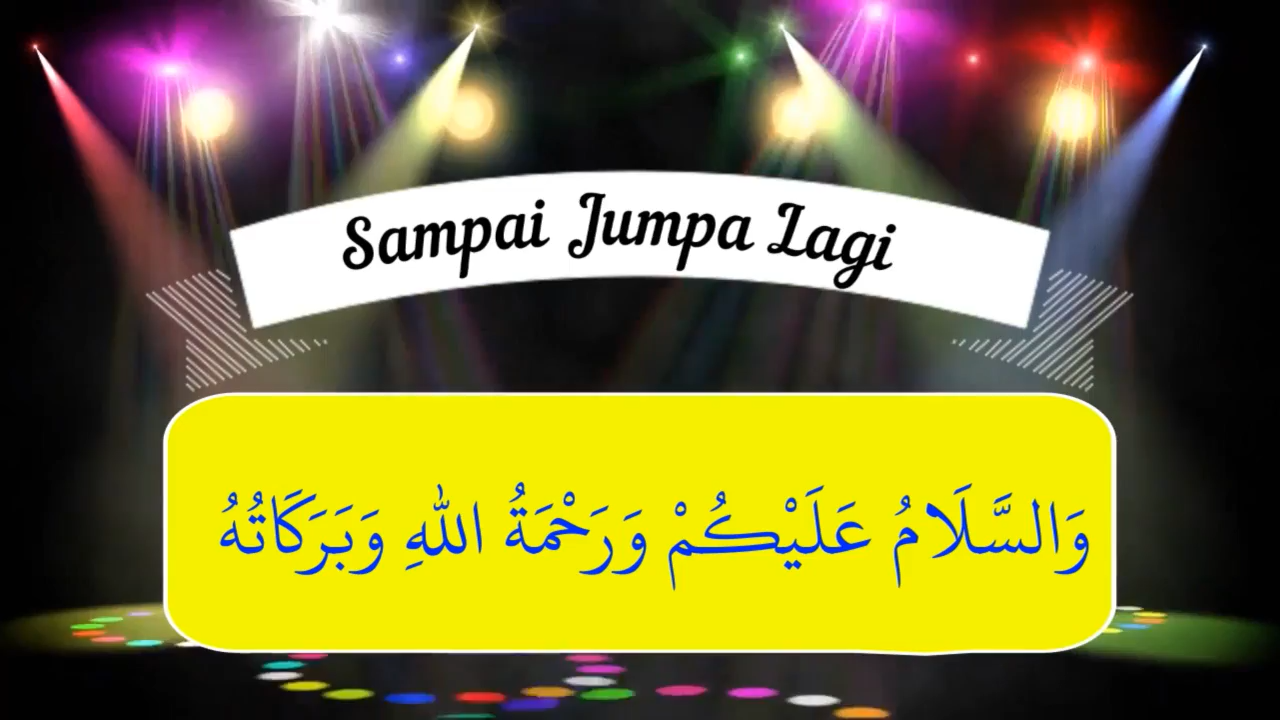 Sampai Jumpa Lagi
وَالسَّلَامُ عَلَيْكُمْ وَرَحْمَةُ اللهِ وَبَرَكَاتُهُ